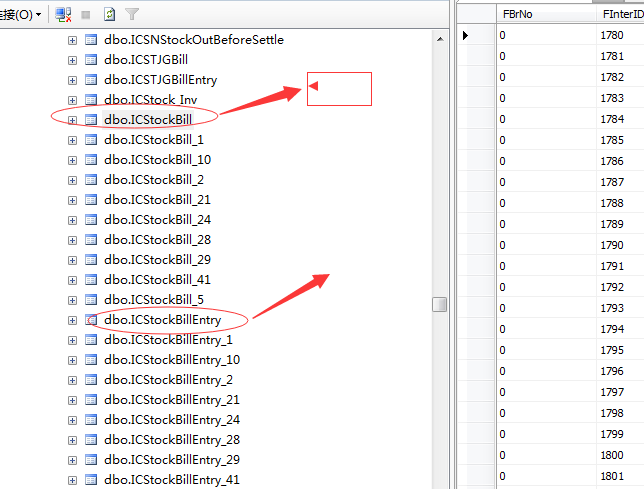 接(O)
dbo.ICSNStockOutBeforeSettle
dbo.ICSTJGBill
dbo.ICSTJGBillEntry
dbo.ICStock_Inv
dbo.ICStockBill
dbo.ICStockBill_1
dbo.ICStockBill_10
dbo.ICStockBill_2
dbo.ICStockBill_21
dbo.ICStockBill_24
dbo.ICStockBill_28
dbo.ICStockBill_29
dbo.ICStockBill_41
dbo.ICStockBill_5
dbo.ICStockBillEntry
dbo.ICStockBillEntry_1
dbo.ICStockBillEntry_10
dbo.ICStockBillEntry_2
dbo.ICStockBillEntry_21
dbo.ICStockBillEntry_24
dbo.ICStockBillEntry_28
dbo.ICStockBillEntry_29
dbo.ICStockBillEntry_41
FBrNo FInterID
0 1780
0 1781
0 1782
0 1783
0 1784
0 1785
0 1786
0 1787
0 1788
0 1789
0 1790
0 1791
0 1792
0 1793
0 1794
0 1795
0 1796
0 1797
0 1798
0 1799
0 1800
0 1801